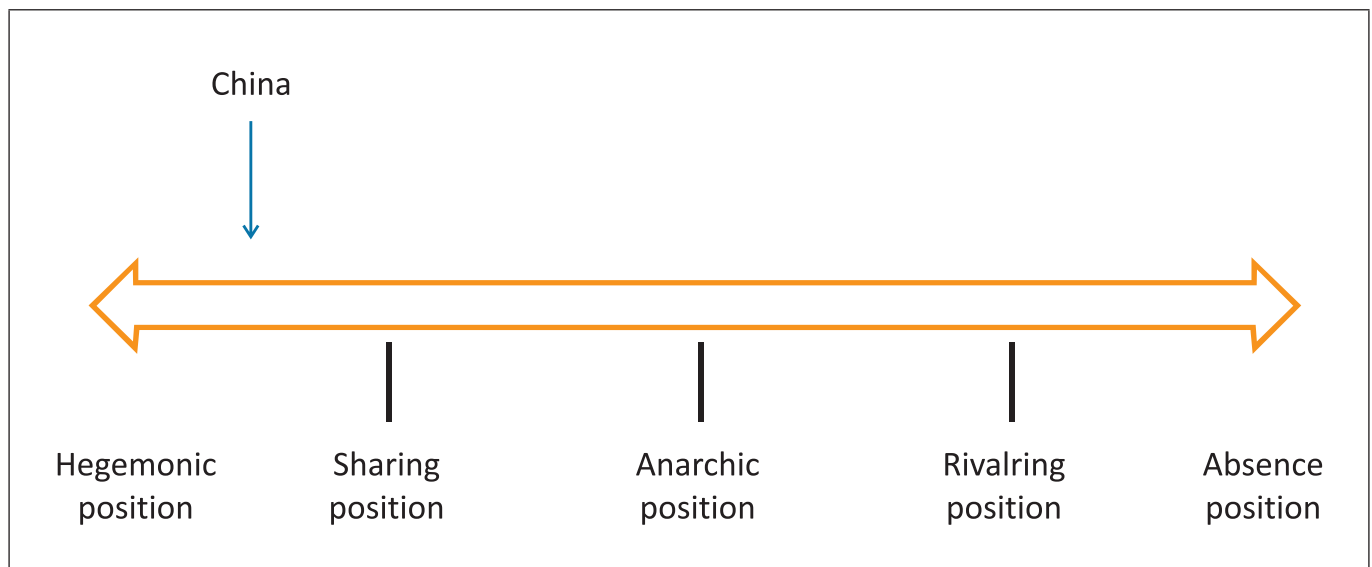 China
Hegemonic
position
Sharing
position
Anarchic
position
Rivalring
position
Absence
position